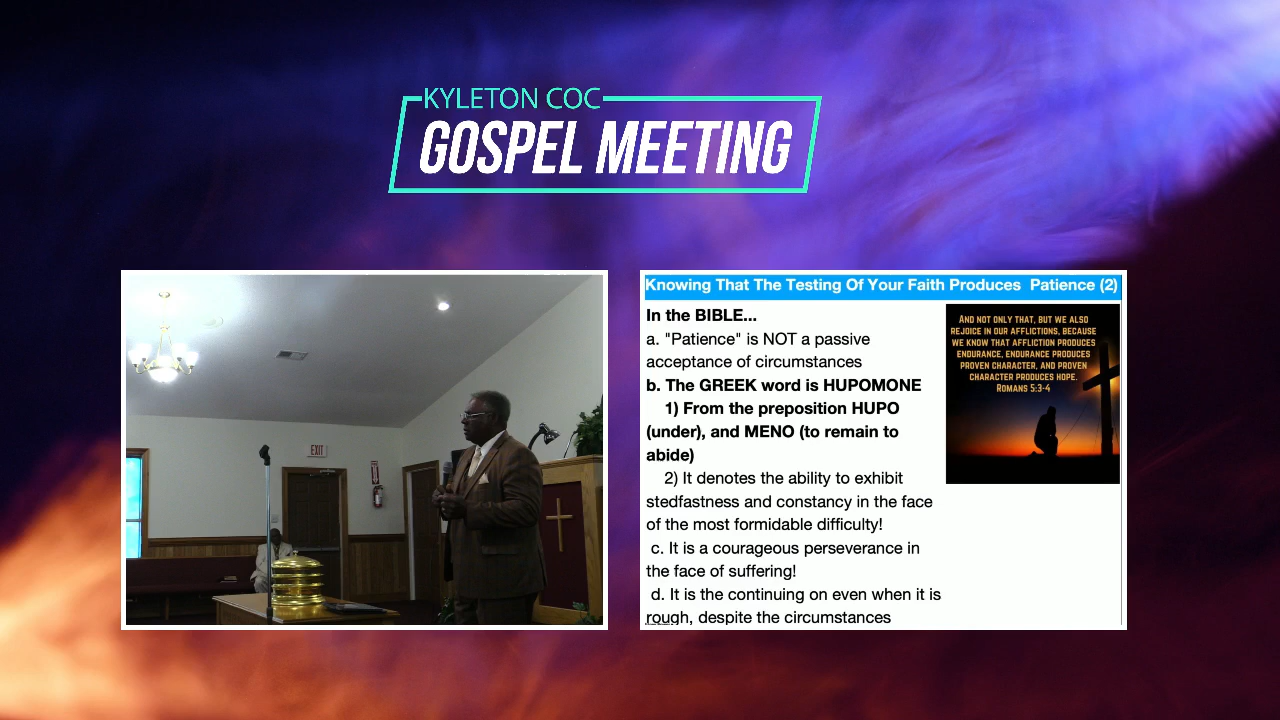 KYLETON COC
GOSPEL MEETING
EXIT
Knowing That The Testing Of Your Faith Produces Patience (2)
In the BIBLE...
a. "Patience" is NOT a passive
acceptance of circumstances
b. The GREEK word is HUPOMONE
1) From the preposition HUPO
(under), and MENO (to remain to
abide)
2) It denotes the ability to exhibit
stedfastness and constancy in the face
of the most formidable difficulty!
c. It is a courageous perseverance in
the face of suffering!
d. It is the continuing on even when it is
rough, despite the circumstances
AND NOT ONLY THAT, BUT WE ALSO
REJOICE IN OUR AFFLICTIONS, BECAUSE
WE KNOW THAT AFFLICTION PRODUCES
ENDURANCE, ENDURANCE PRODUCES
PROVEN CHARACTER, AND PROVEN
CHARACTER PRODUCES HOPE.
ROMANS 5:3-4